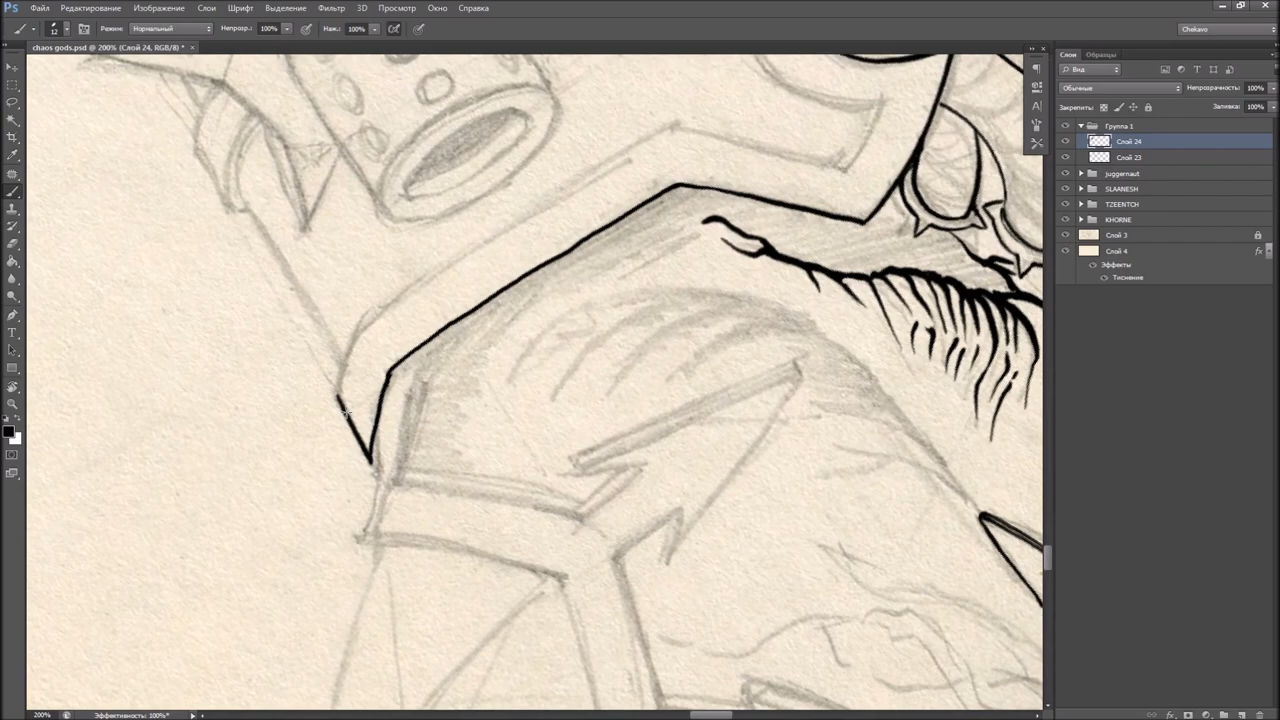 Ps Файл Редактирование Изображение Слои Шрифт Выделение Фильтр 3D Просмотр Окно Справка
12 Режим: Нормальный Непрозр.: 100% Наж.: 100% Chekavo
chaos gods.psd @ 200% (Слой 24, RGB/8) * ×
Слои Образцы
Вид
Обычные Непрозрачность: 100%
Закрепить: Заливка: 100%
Группа 1
Слой 24
Слой 23
juggernaut
SLAANESH
TZEENTCH
KHORNE
Слой 3
Слой 4 fx
Эффекты
Тиснение
200% Эффективность: 100%*